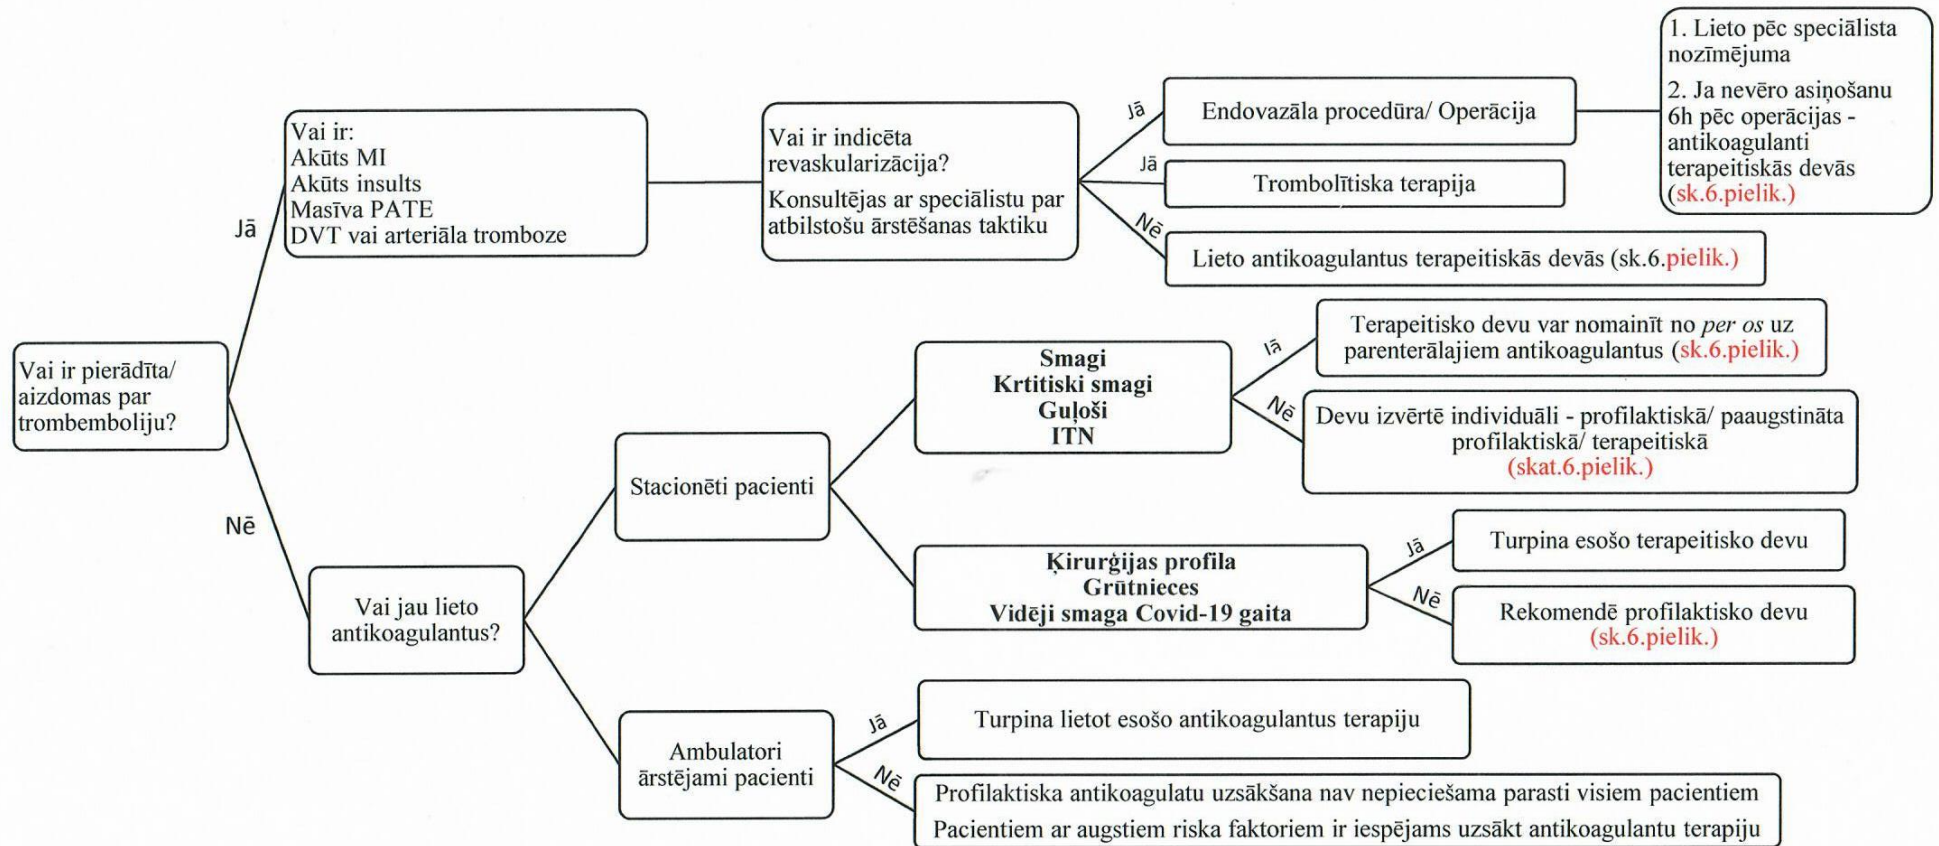 Vai ir pierādīta/
aizdomas par
trombemboliju?
Jā
Vai ir:
Akūts MI
Akūts insults
Masīva PATE
DVT vai arteriāla tromboze
Vai ir indicēta
revaskularizācija?
Konsultējas ar speciālistu par
atbilstošu ārstēšanas taktiku
Jā
Endovazāla procedūra/ Operācija
1. Lieto pēc speciālista
nozīmējuma
2. Ja nevēro asiņošanu
6h pēc operācijas -
antikoagulanti
terapeitiskās devās
(sk.6.pielik.)
Jā
Trombolītiska terapija
Nē
Lieto antikoagulantus terapeitiskās devās (sk.6.pielik.)
Nē
Vai jau lieto
antikoagulantus?
Stacionēti pacienti
Smagi
Krtitiski smagi
Guļoši
ITN
Jā
Terapeitisko devu var nomainīt no per os uz
parenterālajiem antikoagulantus (sk.6.pielik.)
Nē
Devu izvērtē individuāli - profilaktiskā/ paaugstināta
profilaktiskā/ terapeitiskā
(skat.6.pielik.)
Ķirurģijas profila
Grūtnieces
Vidēji smaga Covid-19 gaita
Jā
Turpina esošo terapeitisko devu
Nē
Rekomendē profilaktisko devu
(sk.6.pielik.)
Ambulatori
ārstējami pacienti
Jā
Turpina lietot esošo antikoagulantus terapiju
Nē
Profilaktiska antikoagulatu uzsākšana nav nepieciešama parasti visiem pacientiem
Pacientiem ar augstiem riska faktoriem ir iespējams uzsākt antikoagulantu terapiju